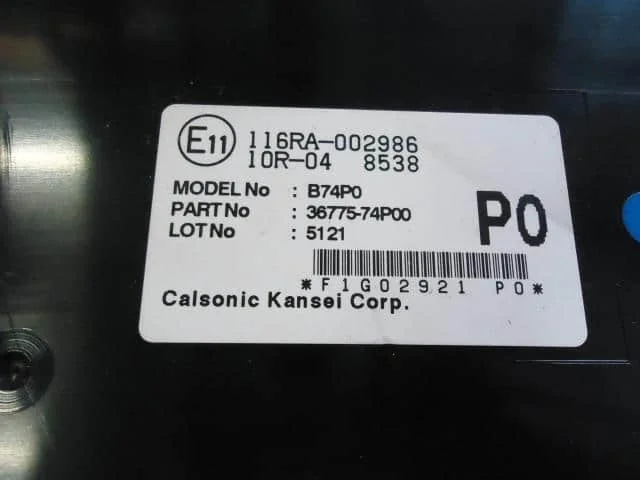 E11 116RA-002986
10R-04 8538
MODEL No : B74P0
PART No : 36775-74P00
LOT No : 5121
P0
*F1G02921 P0*
Calsonic Kansei Corp.